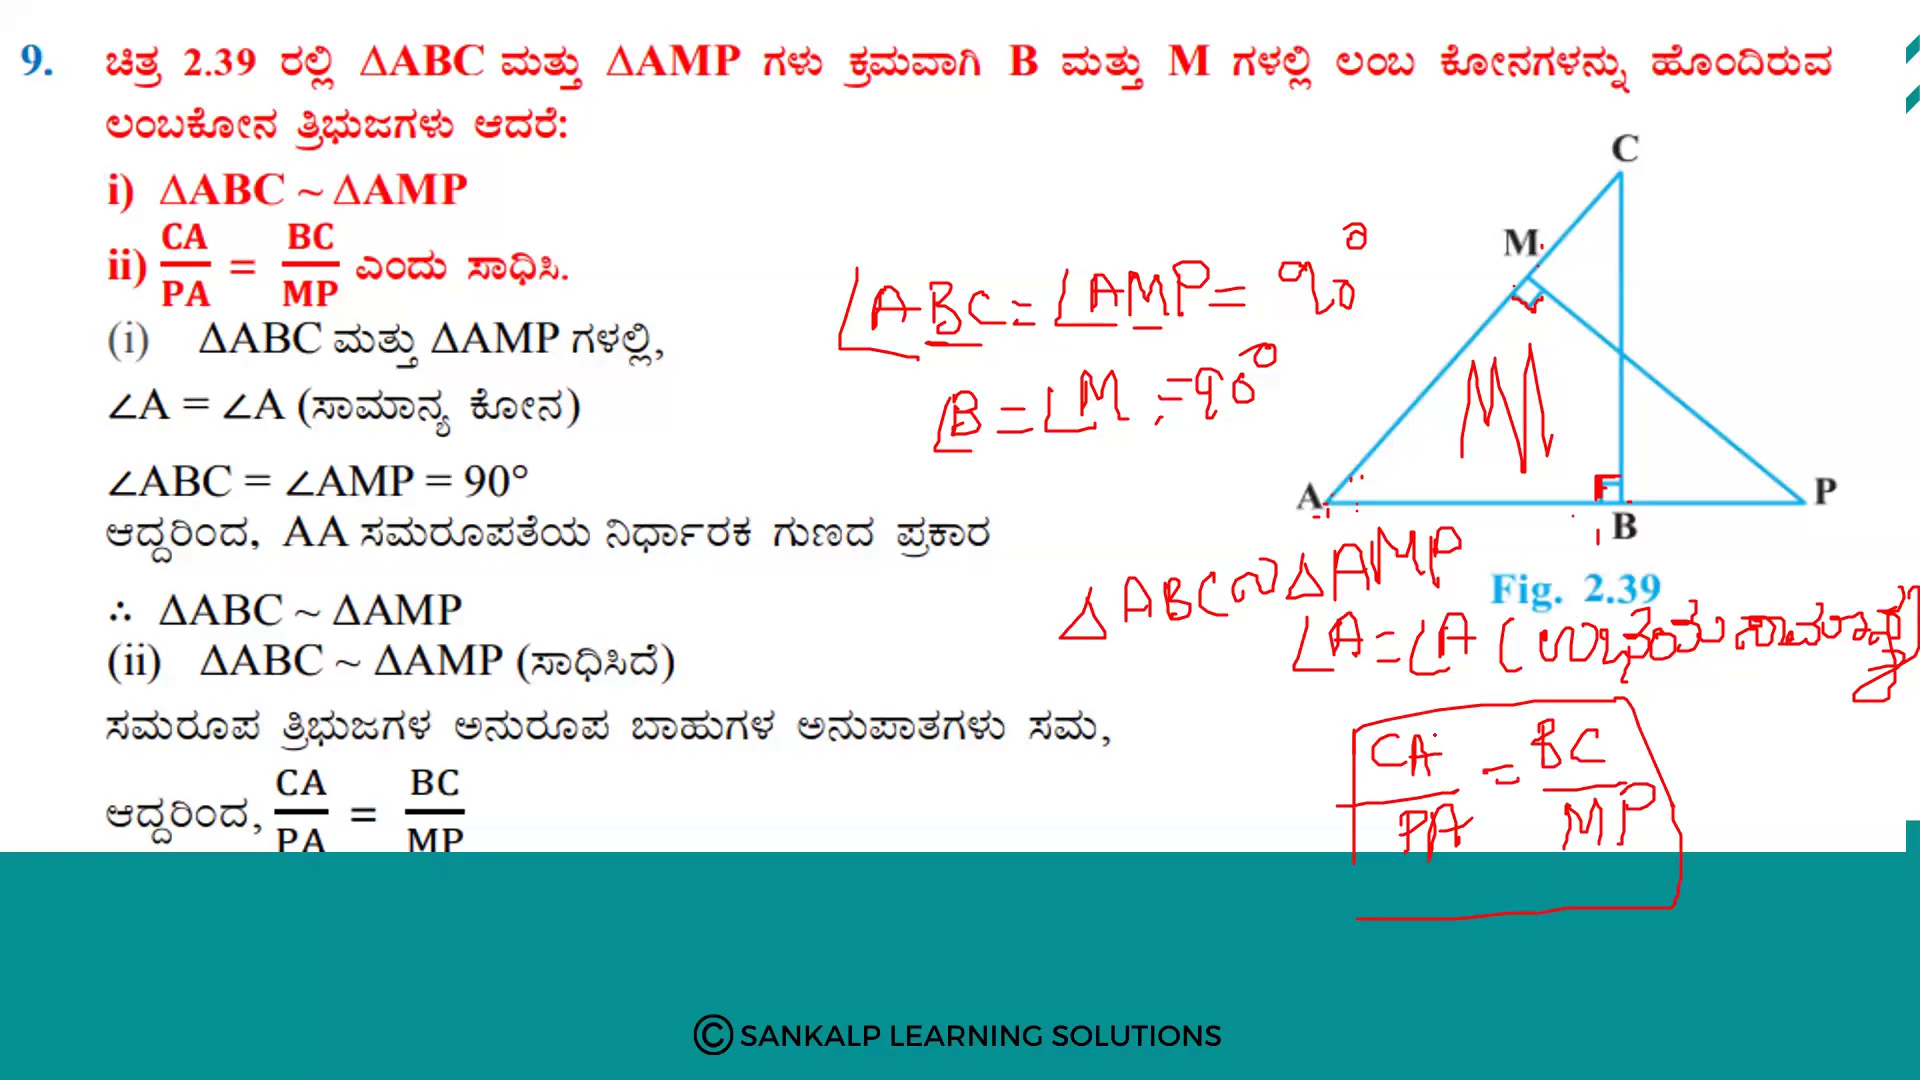 9. ಚಿತ್ರ 2.39 ರಲ್ಲಿ ΔABC ಮತ್ತು ΔAMP ಗಳು ಕ್ರಮವಾಗಿ B ಮತ್ತು M ಗಳಲ್ಲಿ ಲಂಬ ಕೋನಗಳನ್ನು ಹೊಂದಿರುವ
ಲಂಬಕೋನ ತ್ರಿಭುಜಗಳು ಆದರೆ:
i) ΔABC ~ ΔAMP
ii) CA/PA = BC/MP ಎಂದು ಸಾಧಿಸಿ.
(i) ΔABC ಮತ್ತು ΔAMP ಗಳಲ್ಲಿ,
∠A = ∠A (ಸಾಮಾನ್ಯ ಕೋನ)
∠ABC = ∠AMP = 90°
ಆದ್ದರಿಂದ, AA ಸಮರೂಪತೆಯ ನಿರ್ಧಾರಕ ಗುಣದ ಪ್ರಕಾರ
∴ ΔABC ~ ΔAMP
(ii) ΔABC ~ ΔAMP (ಸಾಧಿಸಿದೆ)
ಸಮರೂಪ ತ್ರಿಭುಜಗಳ ಅನುರೂಪ ಬಾಹುಗಳ ಅನುಪಾತಗಳು ಸಮ,
ಆದ್ದರಿಂದ, CA/PA = BC/MP
∠ABC = ∠AMP = 90°
∠B = ∠M = 90°
C
M
A
B
P
Fig. 2.39
ΔABC ~ ΔAMP
∠A = ∠A
CA/PA = BC/MP
© SANKALP LEARNING SOLUTIONS